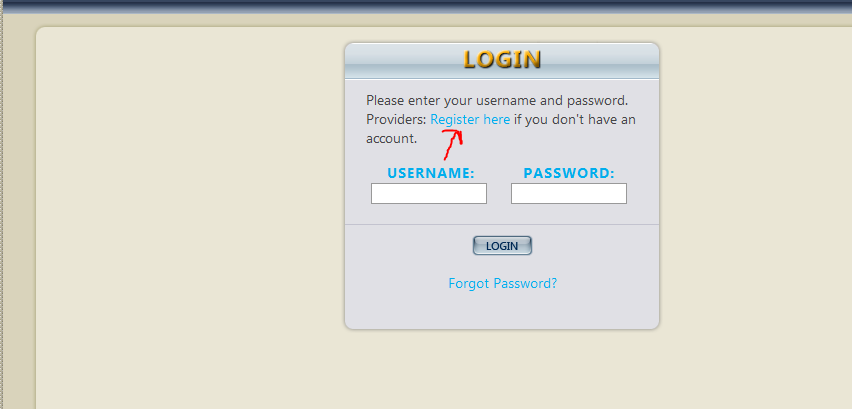 LOGIN
Please enter your username and password.
Providers: Register here if you don't have an
account.
USERNAME: PASSWORD:
LOGIN
Forgot Password?